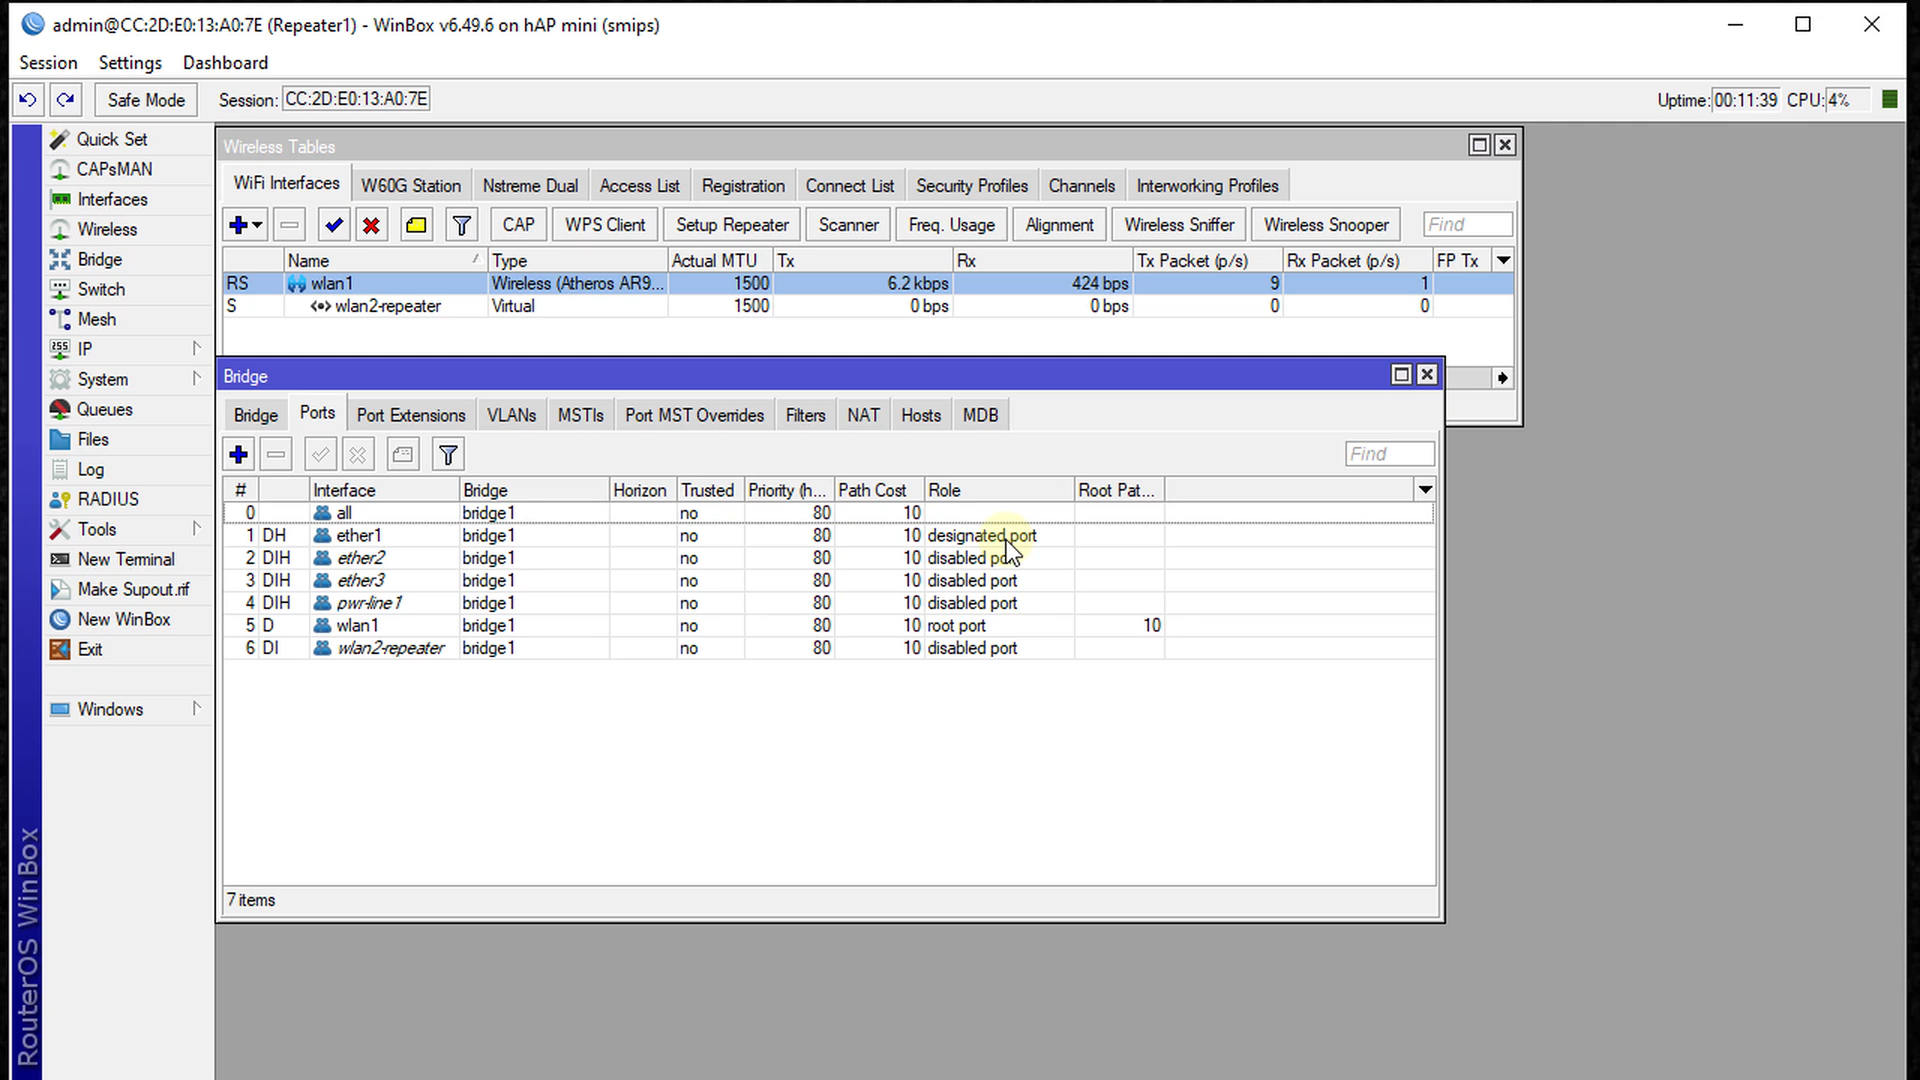 admin@CC:2D:E0:13:A0:7E (Repeater1) - WinBox v6.49.6 on hAP mini (smips)
Session Settings Dashboard
Safe Mode Session: CC:2D:E0:13:A0:7E Uptime: 00:11:39 CPU: 4%
Quick Set
CAPsMAN
Interfaces
Wireless
Bridge
Switch
Mesh
255 IP
System
Queues
Files
Log
RADIUS
Tools
New Terminal
Make Supout.rif
New WinBox
Exit
Windows
RouterOS WinBox
Wireless Tables
WiFi Interfaces W60G Station Nstreme Dual Access List Registration Connect List Security Profiles Channels Interworking Profiles
CAP WPS Client Setup Repeater Scanner Freq. Usage Alignment Wireless Sniffer Wireless Snooper Find
Name Type Actual MTU Tx Rx Tx Packet (p/s) Rx Packet (p/s) FP Tx
RS wlan1 Wireless (Atheros AR9... 1500 6.2 kbps 424 bps 9 1
S wlan2-repeater Virtual 1500 0 bps 0 bps 0 0
Bridge
Bridge Ports Port Extensions VLANs MSTIs Port MST Overrides Filters NAT Hosts MDB
Find
# Interface Bridge Horizon Trusted Priority (h... Path Cost Role Root Pat...
0 all bridge1 no 80 10
1 DH ether1 bridge1 no 80 10 designated port
2 DIH ether2 bridge1 no 80 10 disabled port
3 DIH ether3 bridge1 no 80 10 disabled port
4 DIH pwr-line1 bridge1 no 80 10 disabled port
5 D wlan1 bridge1 no 80 10 root port 10
6 DI wlan2-repeater bridge1 no 80 10 disabled port
7 items